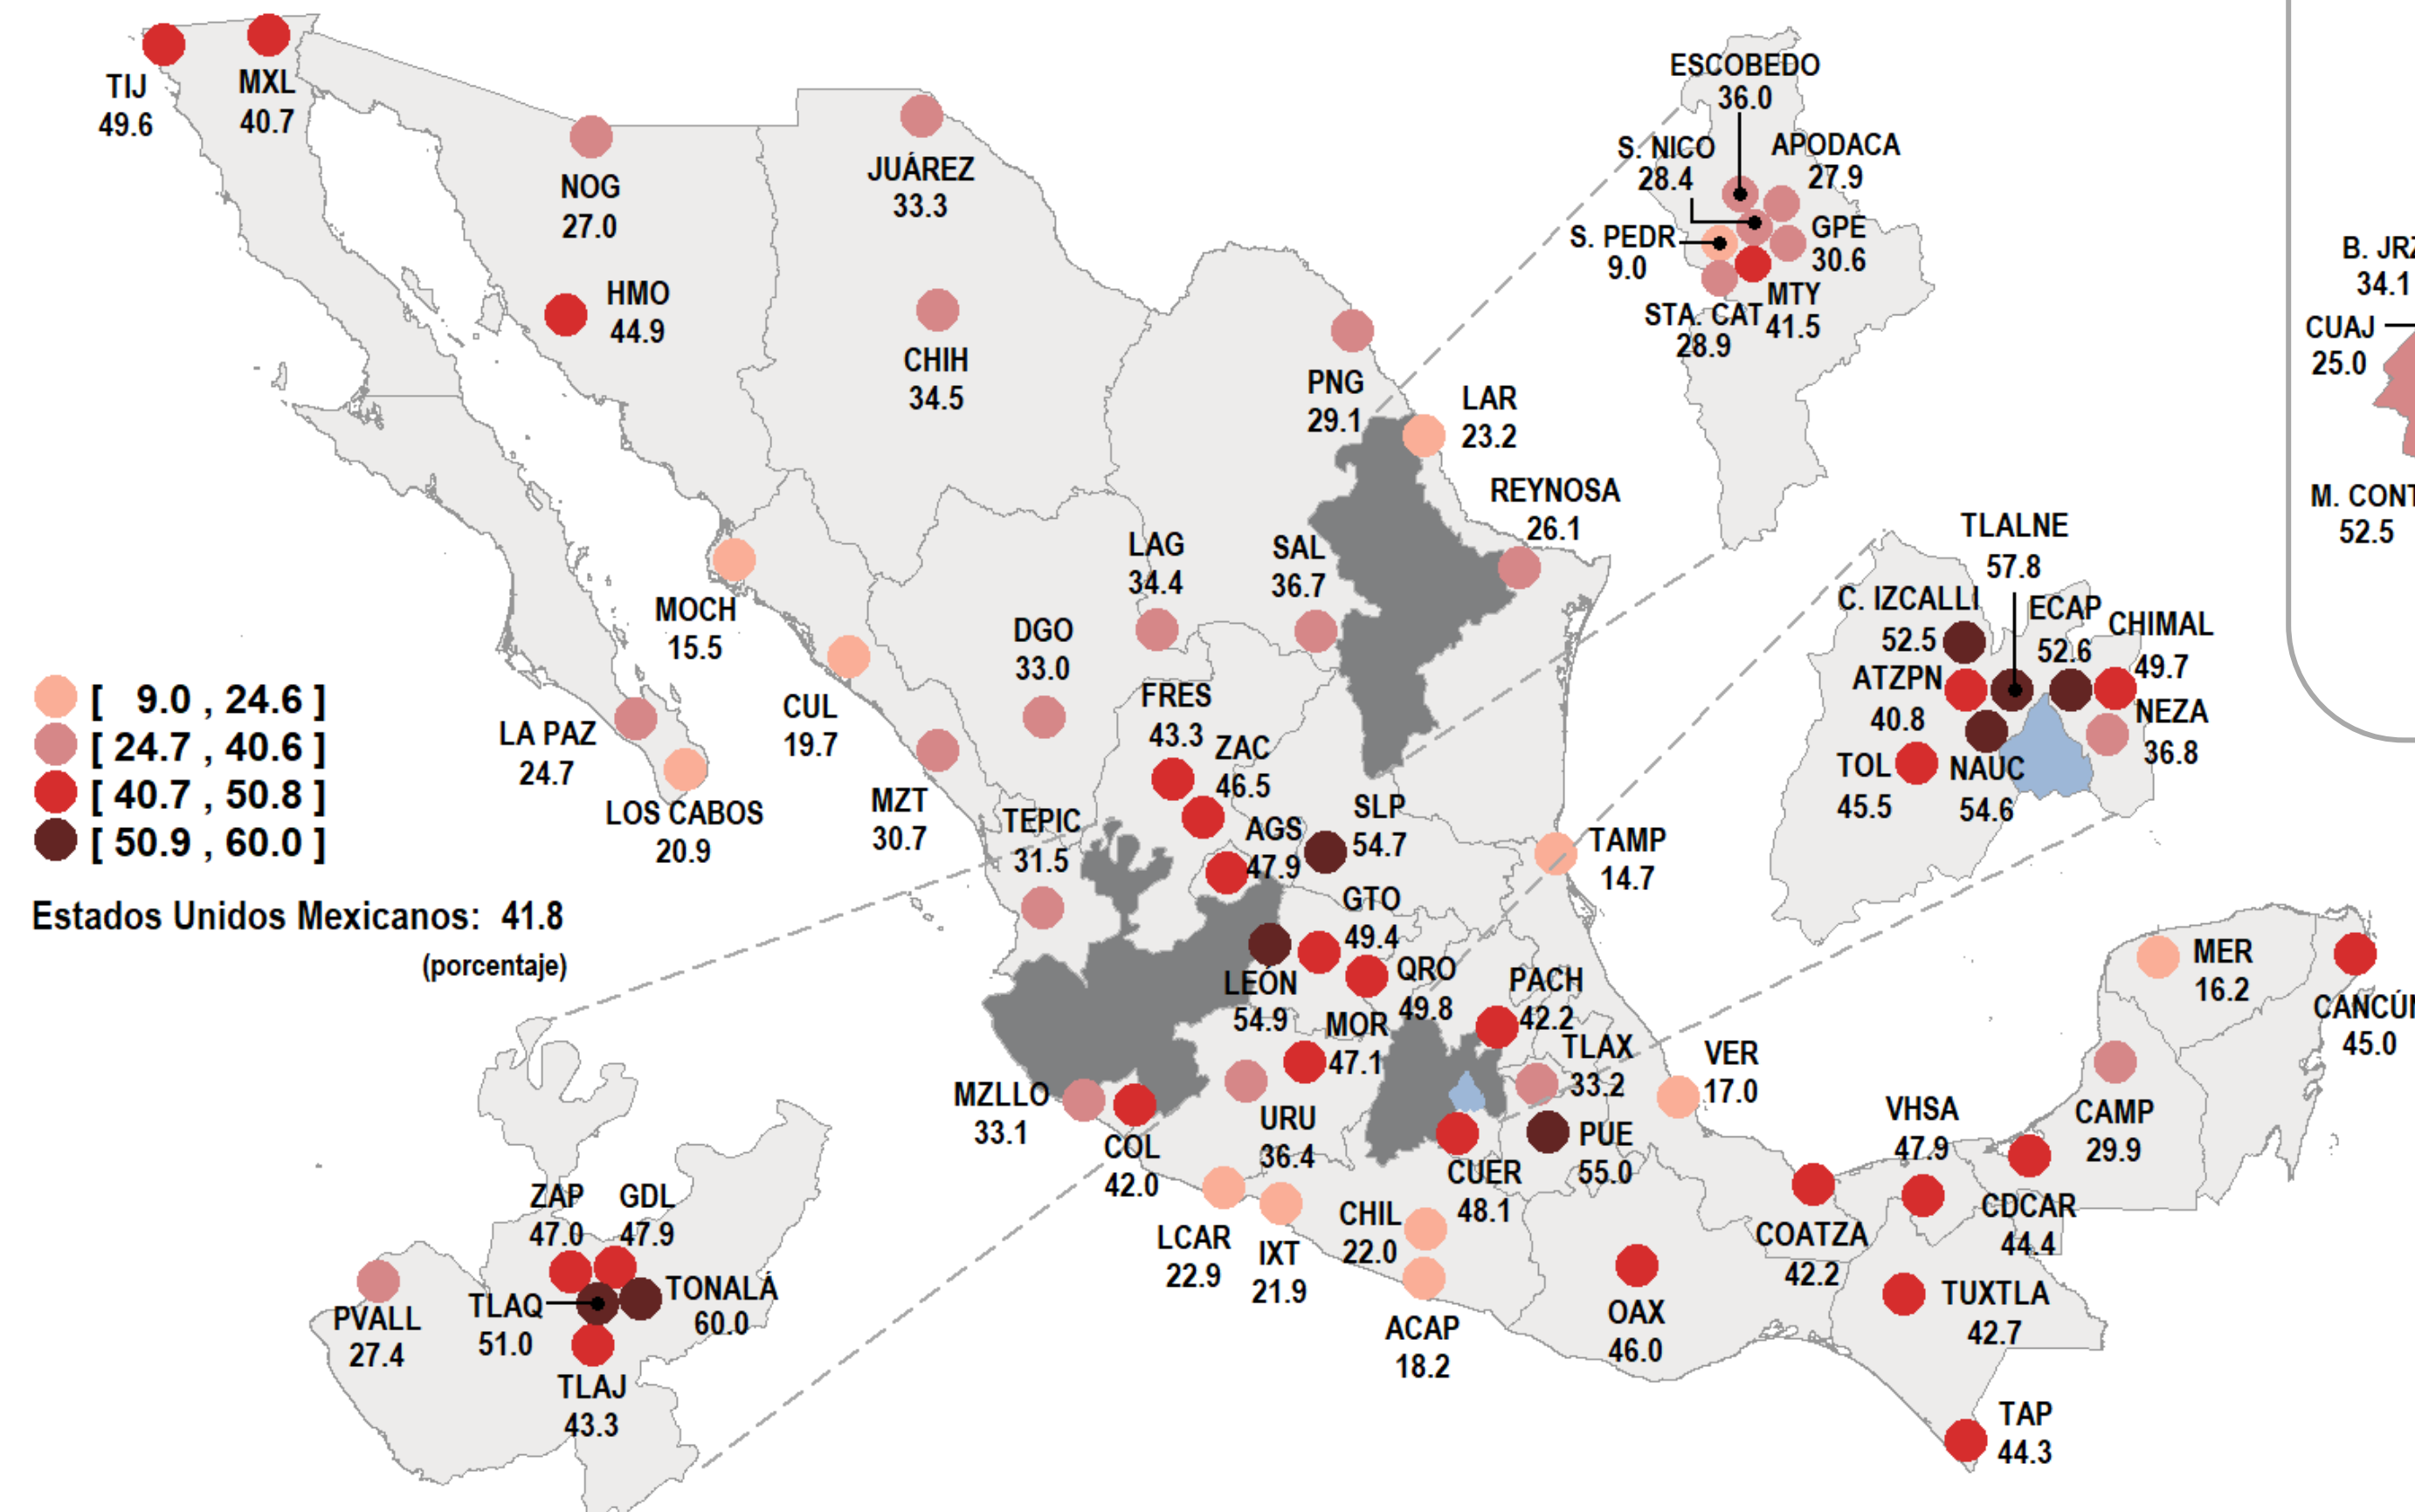 TIJ
49.6
MXL
40.7
NOG
27.0
HMO
44.9
JUÁREZ
33.3
CHIH
34.5
PNG
29.1
LAR
23.2
REYNOSA
26.1
ESCOBEDO
36.0
S. NICO
28.4
APODACA
27.9
S. PEDR
9.0
GPE
30.6
MTY
41.5
STA. CAT
28.9
B. JRZ
34.1
CUAJ
25.0
M. CONT
52.5
MOCH
15.5
CUL
19.7
LA PAZ
24.7
LOS CABOS
20.9
MZT
30.7
DGO
33.0
LAG
34.4
SAL
36.7
FRES
43.3
ZAC
46.5
TEPIC
31.5
AGS
47.9
SLP
54.7
TAMP
14.7
GTO
49.4
LEÓN
54.9
QRO
49.8
PACH
42.2
MOR
47.1
TLAX
33.2
MZLLO
33.1
COL
42.0
URU
36.4
CUER
48.1
PUE
55.0
VER
17.0
LCAR
22.9
IXT
21.9
CHIL
22.0
ACAP
18.2
OAX
46.0
COATZA
42.2
VHSA
47.9
CDCAR
44.4
TUXTLA
42.7
TAP
44.3
CAMP
29.9
MER
16.2
CANCÚN
45.0
TLALNE
57.8
C. IZCALLI
52.5
ECAP
52.6
CHIMAL
49.7
ATZPN
40.8
NEZA
36.8
TOL
45.5
NAUC
54.6
[ 9.0 , 24.6 ]
[ 24.7 , 40.6 ]
[ 40.7 , 50.8 ]
[ 50.9 , 60.0 ]
Estados Unidos Mexicanos: 41.8
(porcentaje)
ZAP
47.0
GDL
47.9
PVALL
27.4
TLAQ
51.0
TONALÁ
60.0
TLAJ
43.3